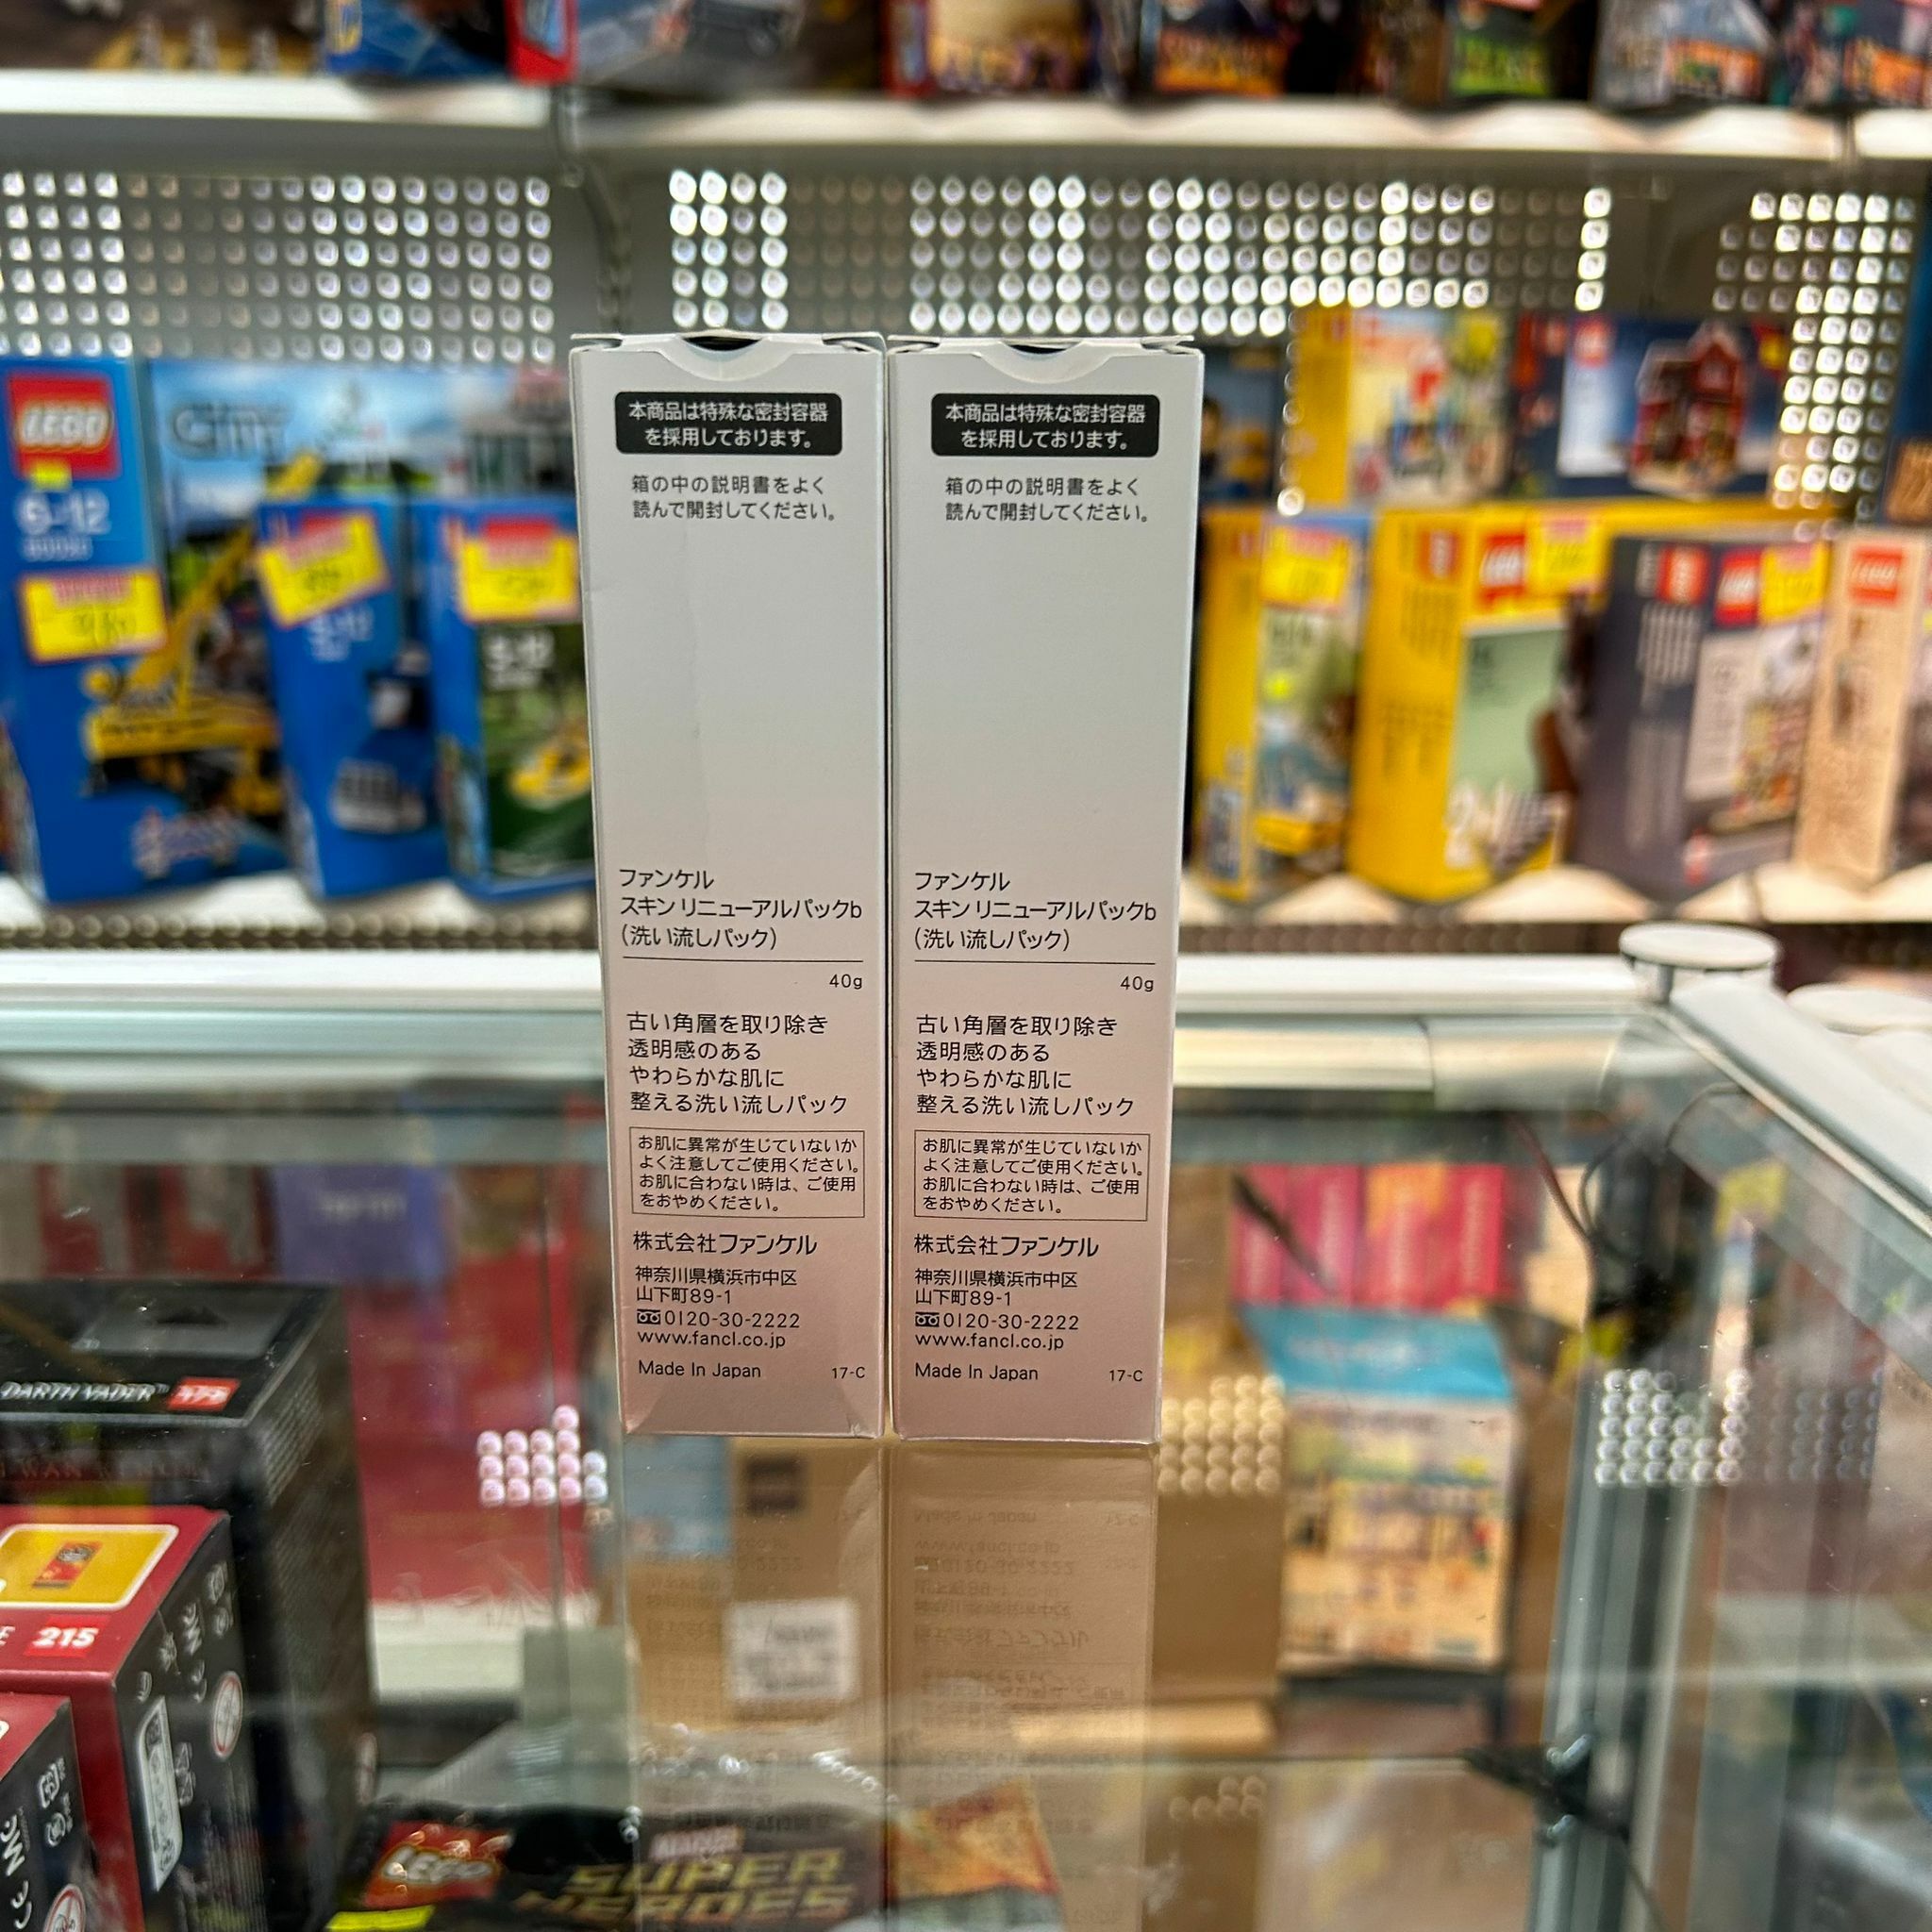 本商品は特殊な密封容器
を採用しております。
箱の中の説明書をよく
読んで開封してください。
ファンケル
スキン リニューアルパックb
（洗い流しパック）
40g
古い角層を取り除き
透明感のある
やわらかな肌に
整える洗い流しパック
お肌に異常が生じていないか
よく注意してご使用ください。
お肌に合わない時は、ご使用
をおやめください。
株式会社ファンケル
神奈川県横浜市中区
山下町89-1
0120-30-2222
www.fancl.co.jp
Made In Japan 17-C
本商品は特殊な密封容器
を採用しております。
箱の中の説明書をよく
読んで開封してください。
ファンケル
スキン リニューアルパックb
（洗い流しパック）
40g
古い角層を取り除き
透明感のある
やわらかな肌に
整える洗い流しパック
お肌に異常が生じていないか
よく注意してご使用ください。
お肌に合わない時は、ご使用
をおやめください。
株式会社ファンケル
神奈川県横浜市中区
山下町89-1
0120-30-2222
www.fancl.co.jp
Made In Japan 17-C
LEGO
CITY
DARTH VADER™
215
LEGO
SUPER
HEROES